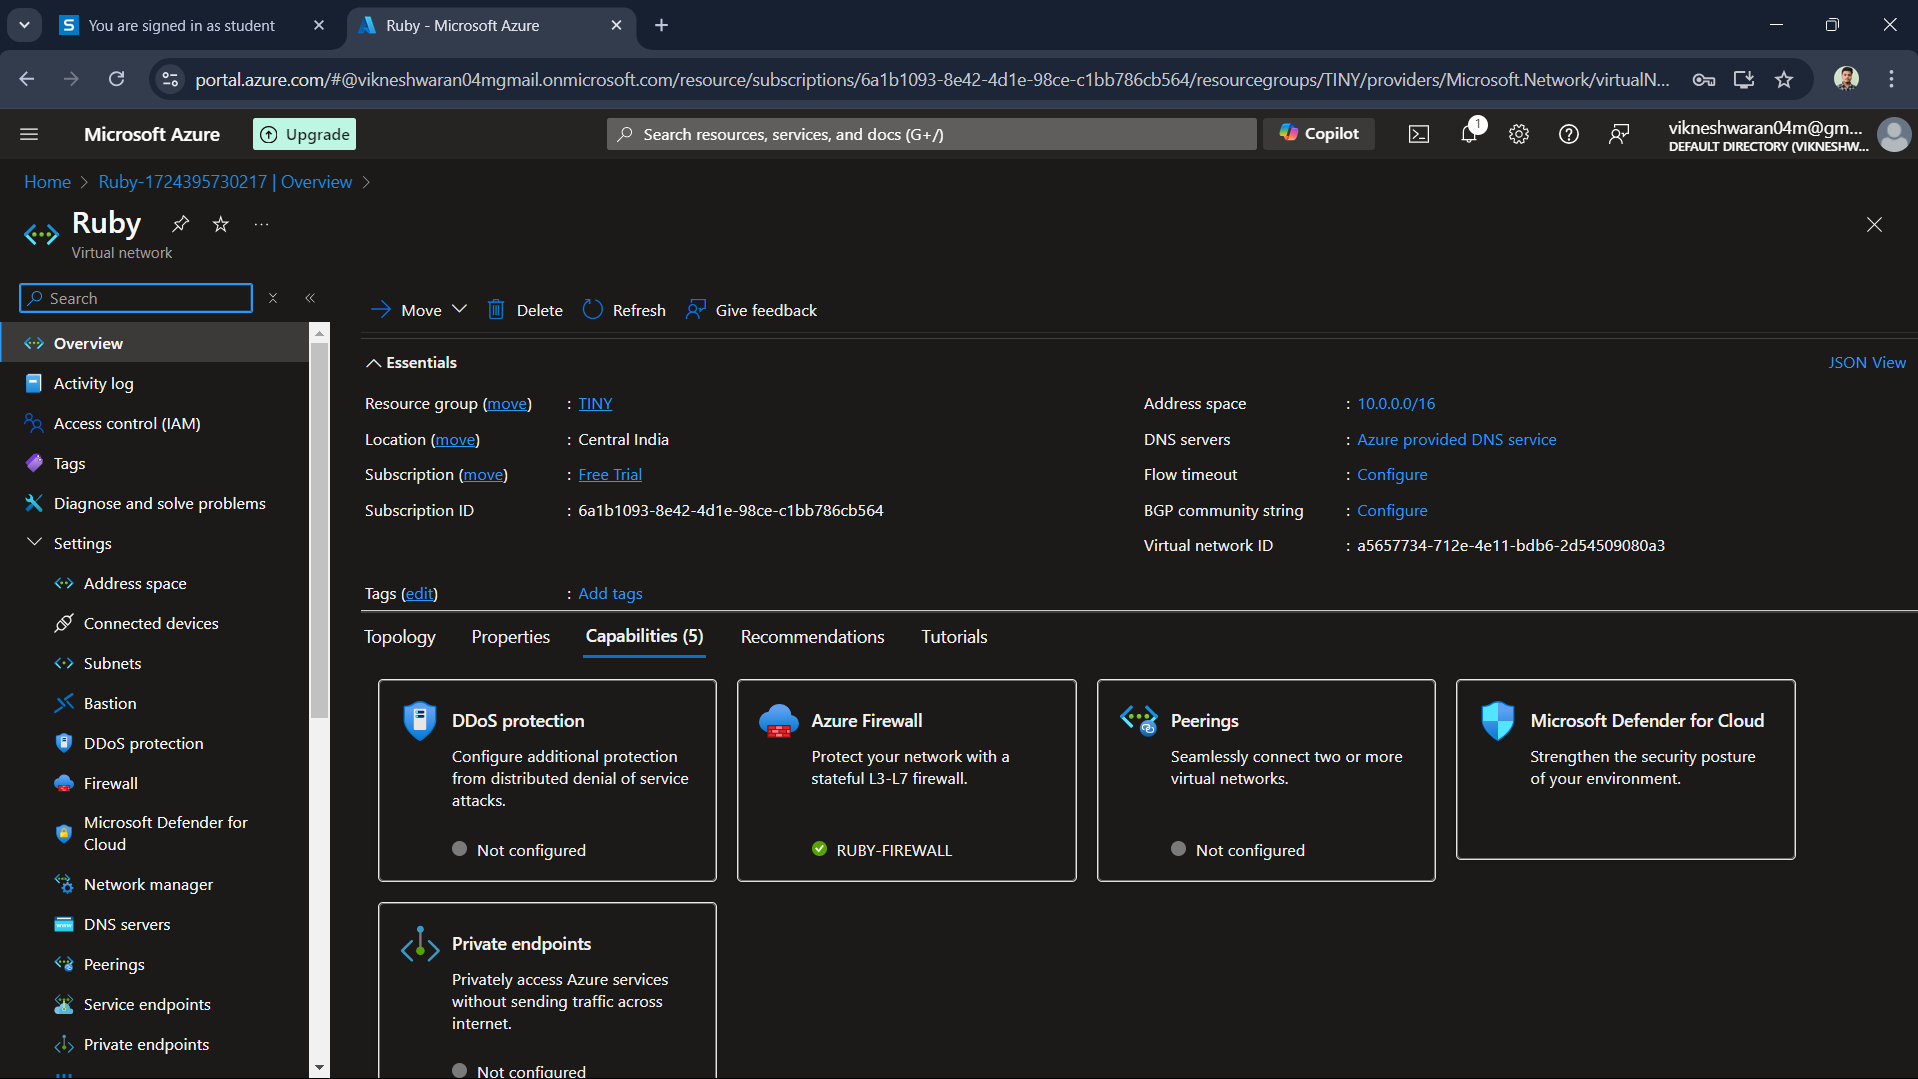 You are signed in as student
Ruby - Microsoft Azure
portal.azure.com/#@vikneshwaran04mgmail.onmicrosoft.com/resource/subscriptions/6a1b1093-8e42-4d1e-98ce-c1bb786cb564/resourcegroups/TINY/providers/Microsoft.Network/virtualN...
Microsoft Azure
Upgrade
Search resources, services, and docs (G+/)
Copilot
1
vikneshwaran04m@gm...
DEFAULT DIRECTORY (VIKNESHW...
Home > Ruby-1724395730217 | Overview >
Ruby
Virtual network
Search
Overview
Activity log
Access control (IAM)
Tags
Diagnose and solve problems
Settings
Address space
Connected devices
Subnets
Bastion
DDoS protection
Firewall
Microsoft Defender for
Cloud
Network manager
DNS servers
Peerings
Service endpoints
Private endpoints
Move
Delete
Refresh
Give feedback
Essentials
JSON View
Resource group (move) : TINY
Location (move) : Central India
Subscription (move) : Free Trial
Subscription ID : 6a1b1093-8e42-4d1e-98ce-c1bb786cb564
Address space : 10.0.0.0/16
DNS servers : Azure provided DNS service
Flow timeout : Configure
BGP community string : Configure
Virtual network ID : a5657734-712e-4e11-bdb6-2d54509080a3
Tags (edit) : Add tags
Topology
Properties
Capabilities (5)
Recommendations
Tutorials
DDoS protection
Configure additional protection
from distributed denial of service
attacks.
Not configured
Azure Firewall
Protect your network with a
stateful L3-L7 firewall.
RUBY-FIREWALL
Peerings
Seamlessly connect two or more
virtual networks.
Not configured
Microsoft Defender for Cloud
Strengthen the security posture
of your environment.
Private endpoints
Privately access Azure services
without sending traffic across
internet.
Not configured